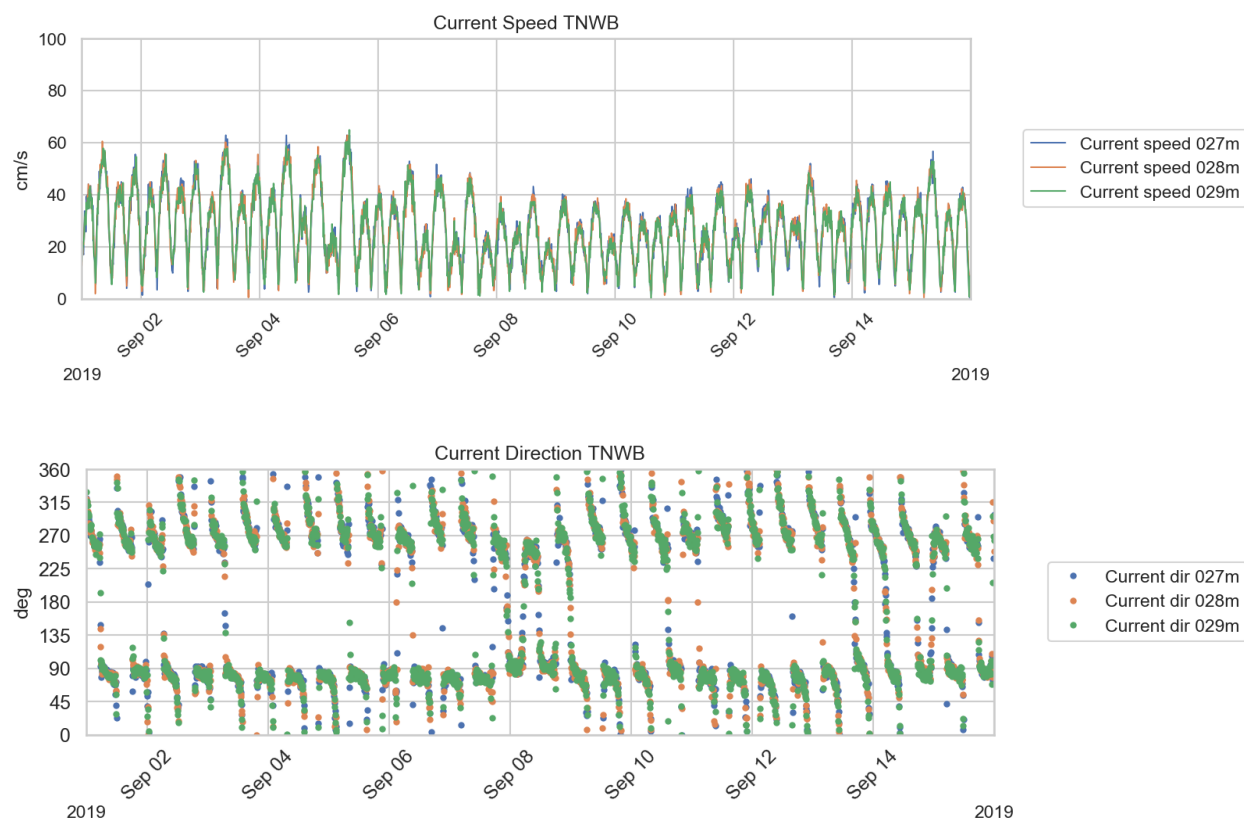 Current Speed TNWB
100
80
60
40
20
0
cm/s
Sep 02
Sep 04
Sep 06
Sep 08
Sep 10
Sep 12
Sep 14
2019
2019
Current speed 027m
Current speed 028m
Current speed 029m
Current Direction TNWB
360
315
270
225
180
135
90
45
0
deg
Sep 02
Sep 04
Sep 06
Sep 08
Sep 10
Sep 12
Sep 14
2019
2019
Current dir 027m
Current dir 028m
Current dir 029m